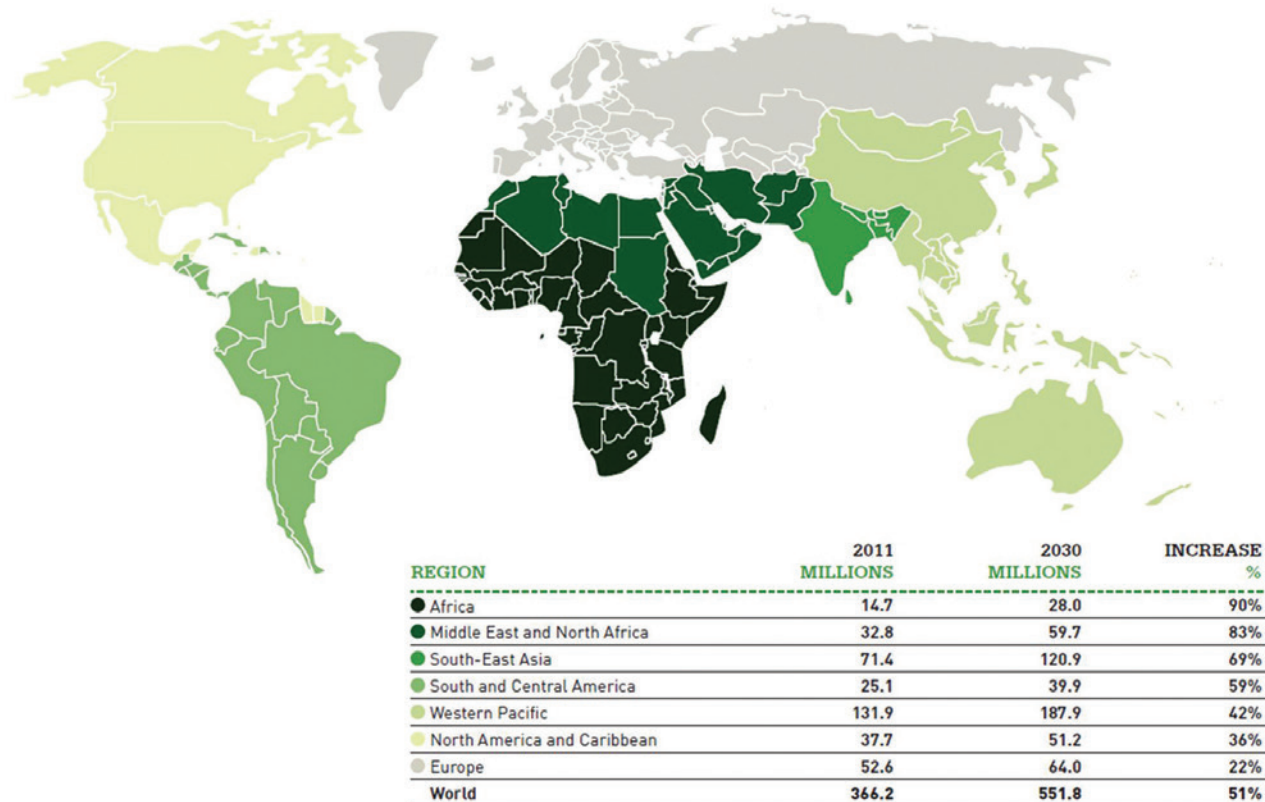 2011 2030 INCREASE
REGION MILLIONS MILLIONS %
Africa 14.7 28.0 90%
Middle East and North Africa 32.8 59.7 83%
South-East Asia 71.4 120.9 69%
South and Central America 25.1 39.9 59%
Western Pacific 131.9 187.9 42%
North America and Caribbean 37.7 51.2 36%
Europe 52.6 64.0 22%
World 366.2 551.8 51%